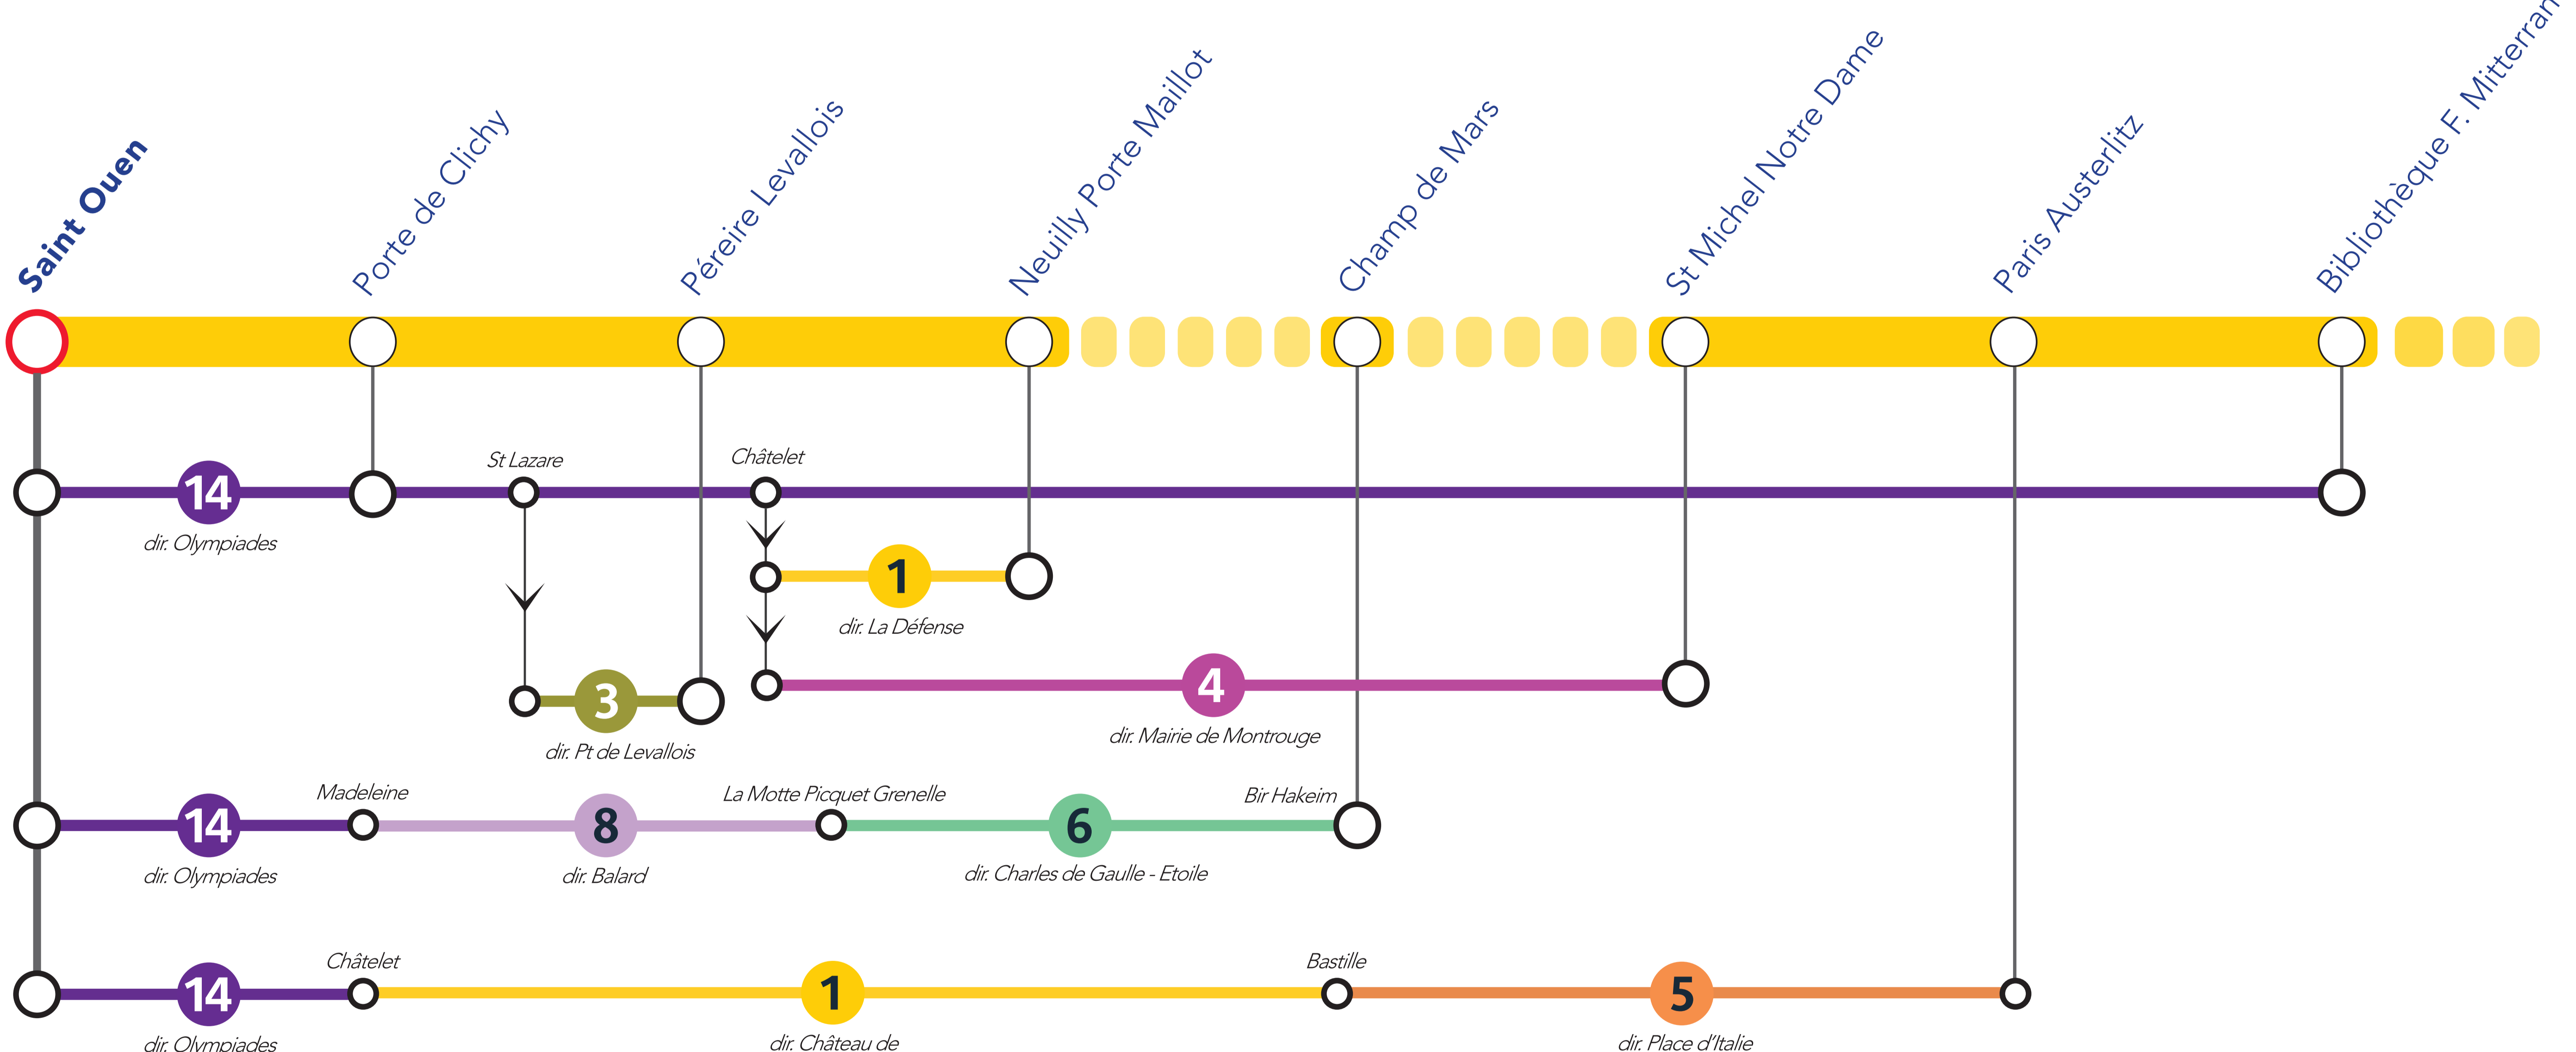 Saint Ouen
Porte de Clichy
Péreire Levallois
Neuilly Porte Maillot
Champ de Mars
St Michel Notre Dame
Paris Austerlitz
Bibliothèque F. Mitterran
St Lazare
Châtelet
14
dir. Olympiades
1
dir. La Défense
4
dir. Mairie de Montrouge
3
dir. Pt de Levallois
Madeleine
La Motte Picquet Grenelle
Bir Hakeim
14
8
6
dir. Olympiades
dir. Balard
dir. Charles de Gaulle - Etoile
Châtelet
Bastille
14
1
5
dir. Olympiades
dir. Château de
dir. Place d'Italie